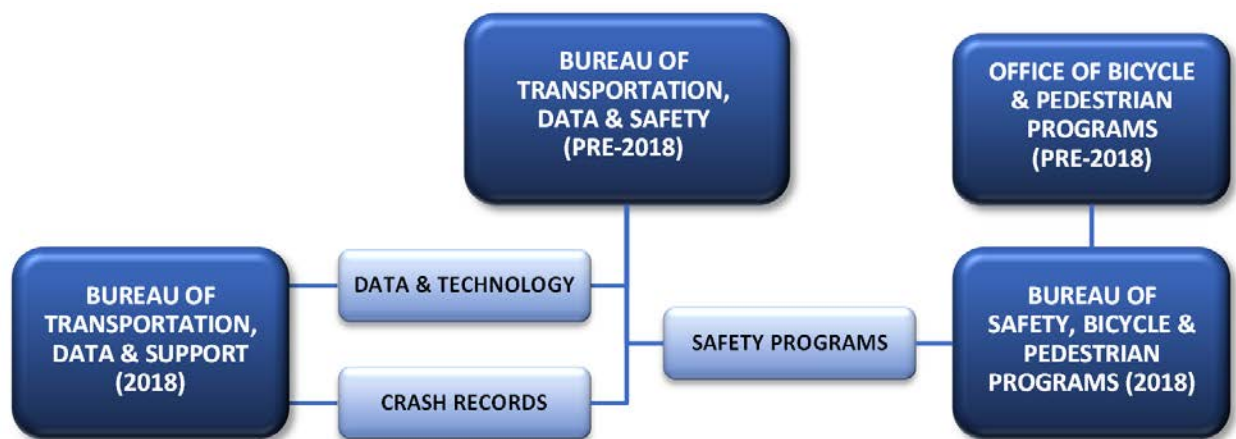 BUREAU OF
TRANSPORTATION,
DATA & SAFETY
(PRE-2018)
OFFICE OF BICYCLE
& PEDESTRIAN
PROGRAMS
(PRE-2018)
BUREAU OF
TRANSPORTATION,
DATA & SUPPORT
(2018)
DATA & TECHNOLOGY
CRASH RECORDS
SAFETY PROGRAMS
BUREAU OF
SAFETY, BICYCLE &
PEDESTRIAN
PROGRAMS (2018)